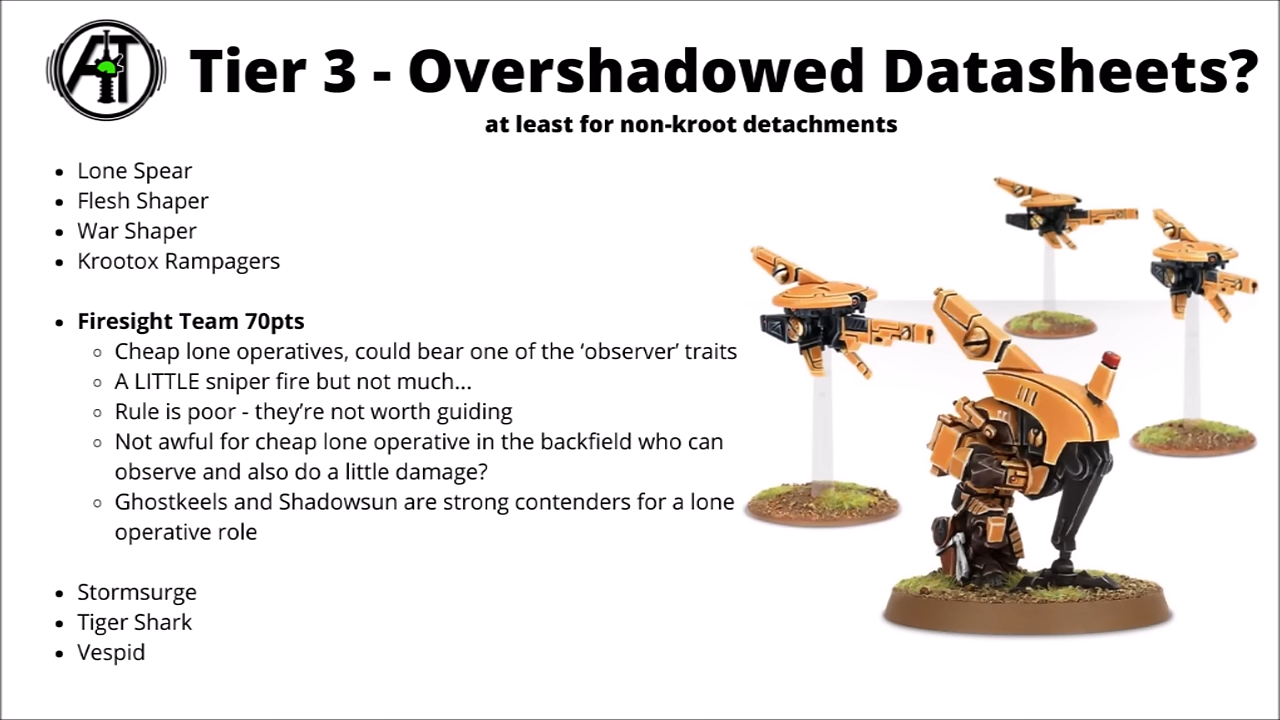 AT
Tier 3 - Overshadowed Datasheets?
at least for non-kroot detachments
• Lone Spear
• Flesh Shaper
• War Shaper
• Krootox Rampagers
• Firesight Team 70pts
◦ Cheap lone operatives, could bear one of the ‘observer’ traits
◦ A LITTLE sniper fire but not much...
◦ Rule is poor - they’re not worth guiding
◦ Not awful for cheap lone operative in the backfield who can
observe and also do a little damage?
◦ Ghostkeels and Shadowsun are strong contenders for a lone
operative role
• Stormsurge
• Tiger Shark
• Vespid